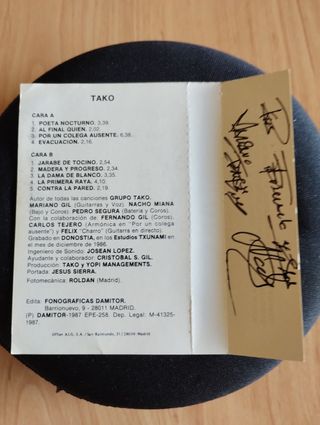 TAKO
CARA A
1. POETA NOCTURNO. 3,39.
2. AL FINAL QUIEN. 2,02.
3. POR UN COLEGA AUSENTE. 6,38.
4. EVACUACION. 2,16.
CARA B
1. JARABE DE TOCINO. 2,54.
2. MADERA Y PROGRESO. 2,34.
3. LA DAMA DE BLANCO. 3,35.
4. LA PRIMERA RAYA. 4,10.
5. CONTRA LA PARED. 2,19.
Autor de todas las canciones GRUPO TAKO.
MARIANO GIL (Guitarras y Voz). NACHO MIANA
(Bajo y Coros). PEDRO SEGURA (Batería y Coros).
Con la colaboración de FERNANDO GIL (Coros).
CARLOS TEJERO (Armónica en "Por un colega
ausente") y FELIX "Charro" (Guitarra en directo).
Grabado en DONOSTIA, en los Estudios TXUNAMI en
el mes de diciembre de 1986.
Ingeniero de Sonido: JOSEAN LOPEZ.
Ayudante y colaborador: CRISTOBAL S. GIL.
Producción: TAKO y YOPI MANAGEMENTS.
Portada: JESUS SIERRA.
Fotomecánica: ROLDAN (Madrid).
Edita: FONOGRAFICAS DAMITOR.
Barrionuevo, 9 - 28011 MADRID.
(P) DAMITOR-1987 EPE-258. Dep. Legal: M-41325-
1987.